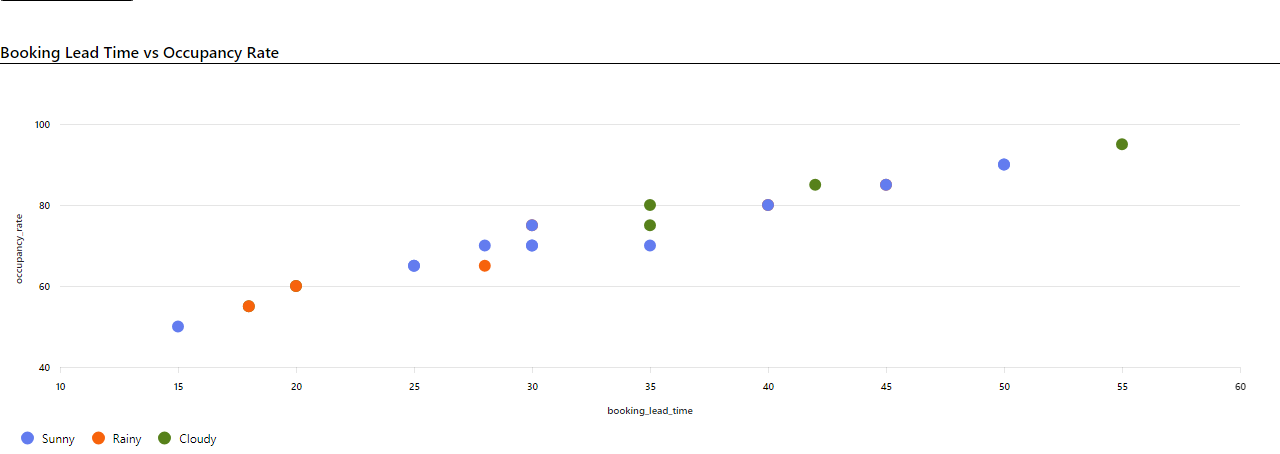 Booking Lead Time vs Occupancy Rate
100
80
60
40
occupancy_rate
10 15 20 25 30 35 40 45 50 55 60
booking_lead_time
Sunny Rainy Cloudy